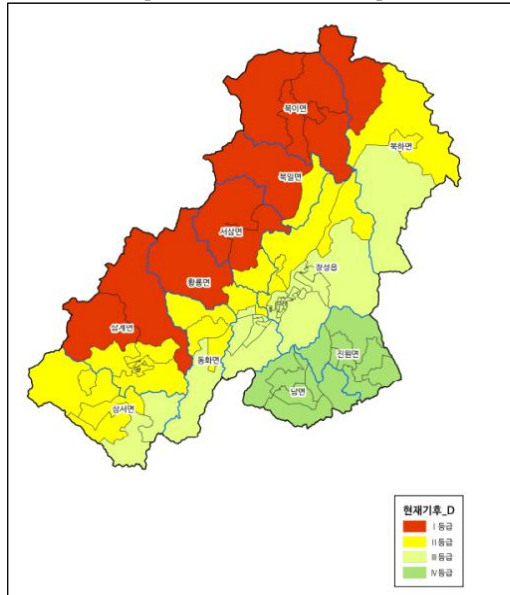 북이면
북하면
북일면
서삼면
장성읍
황룡면
삼계면
진원면
동화면
남면
삼서면
현재기후_D
Ⅰ등급
Ⅱ등급
Ⅲ등급
Ⅳ등급